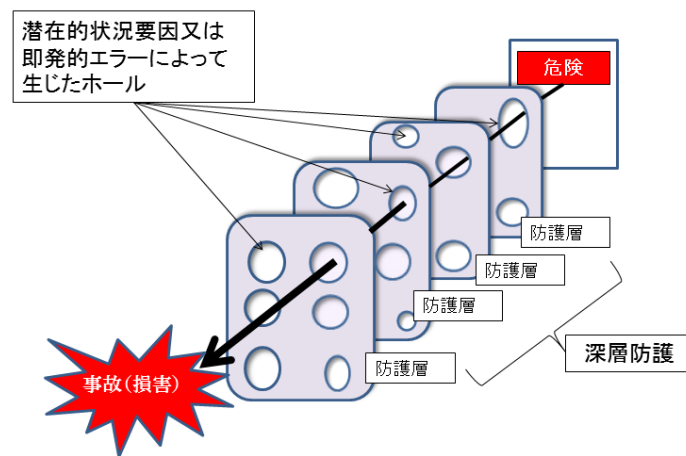 潜在的状況要因又は
即発的エラーによって
生じたホール
危険
防護層
防護層
防護層
防護層
深層防護
事故(損害)